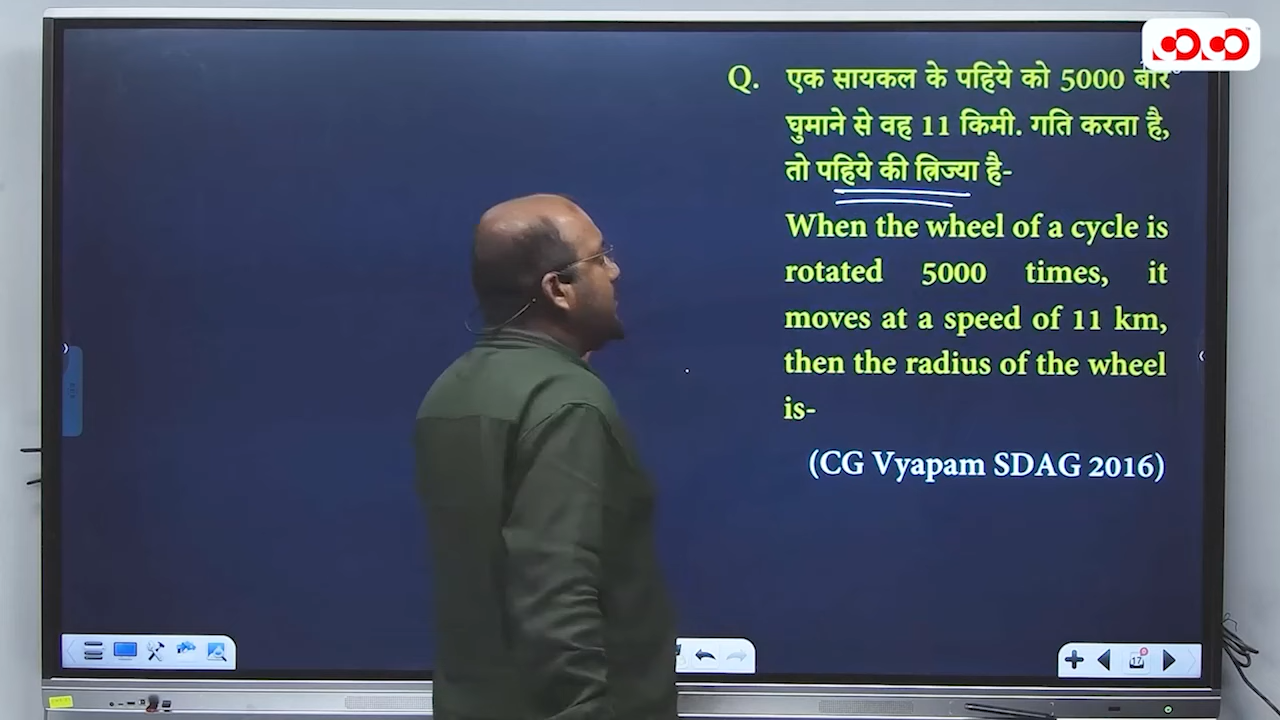 Q. एक सायकल के पहिये को 5000 बार
घुमाने से वह 11 किमी. गति करता है,
तो पहिये की त्रिज्या है-
When the wheel of a cycle is
rotated 5000 times, it
moves at a speed of 11 km,
then the radius of the wheel
is-
(CG Vyapam SDAG 2016)
17